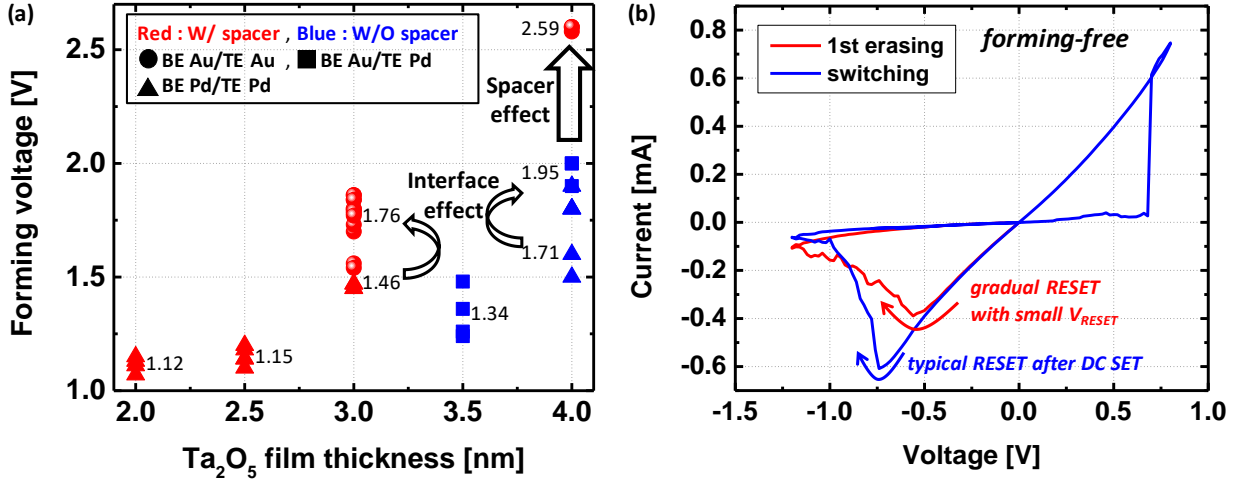 (a)
Red : W/ spacer , Blue : W/O spacer
BE Au/TE Au , BE Au/TE Pd
BE Pd/TE Pd
2.59
Spacer
effect
Interface
effect
1.95
1.76
1.71
1.46
1.34
1.15
1.12
Forming voltage [V]
2.5
2.0
1.5
1.0
2.0 2.5 3.0 3.5 4.0
Ta₂O₅ film thickness [nm]
(b)
1st erasing
switching
forming-free
gradual RESET
with small V_RESET
typical RESET after DC SET
Current [mA]
0.8
0.6
0.4
0.2
0.0
-0.2
-0.4
-0.6
-1.5 -1.0 -0.5 0.0 0.5 1.0
Voltage [V]